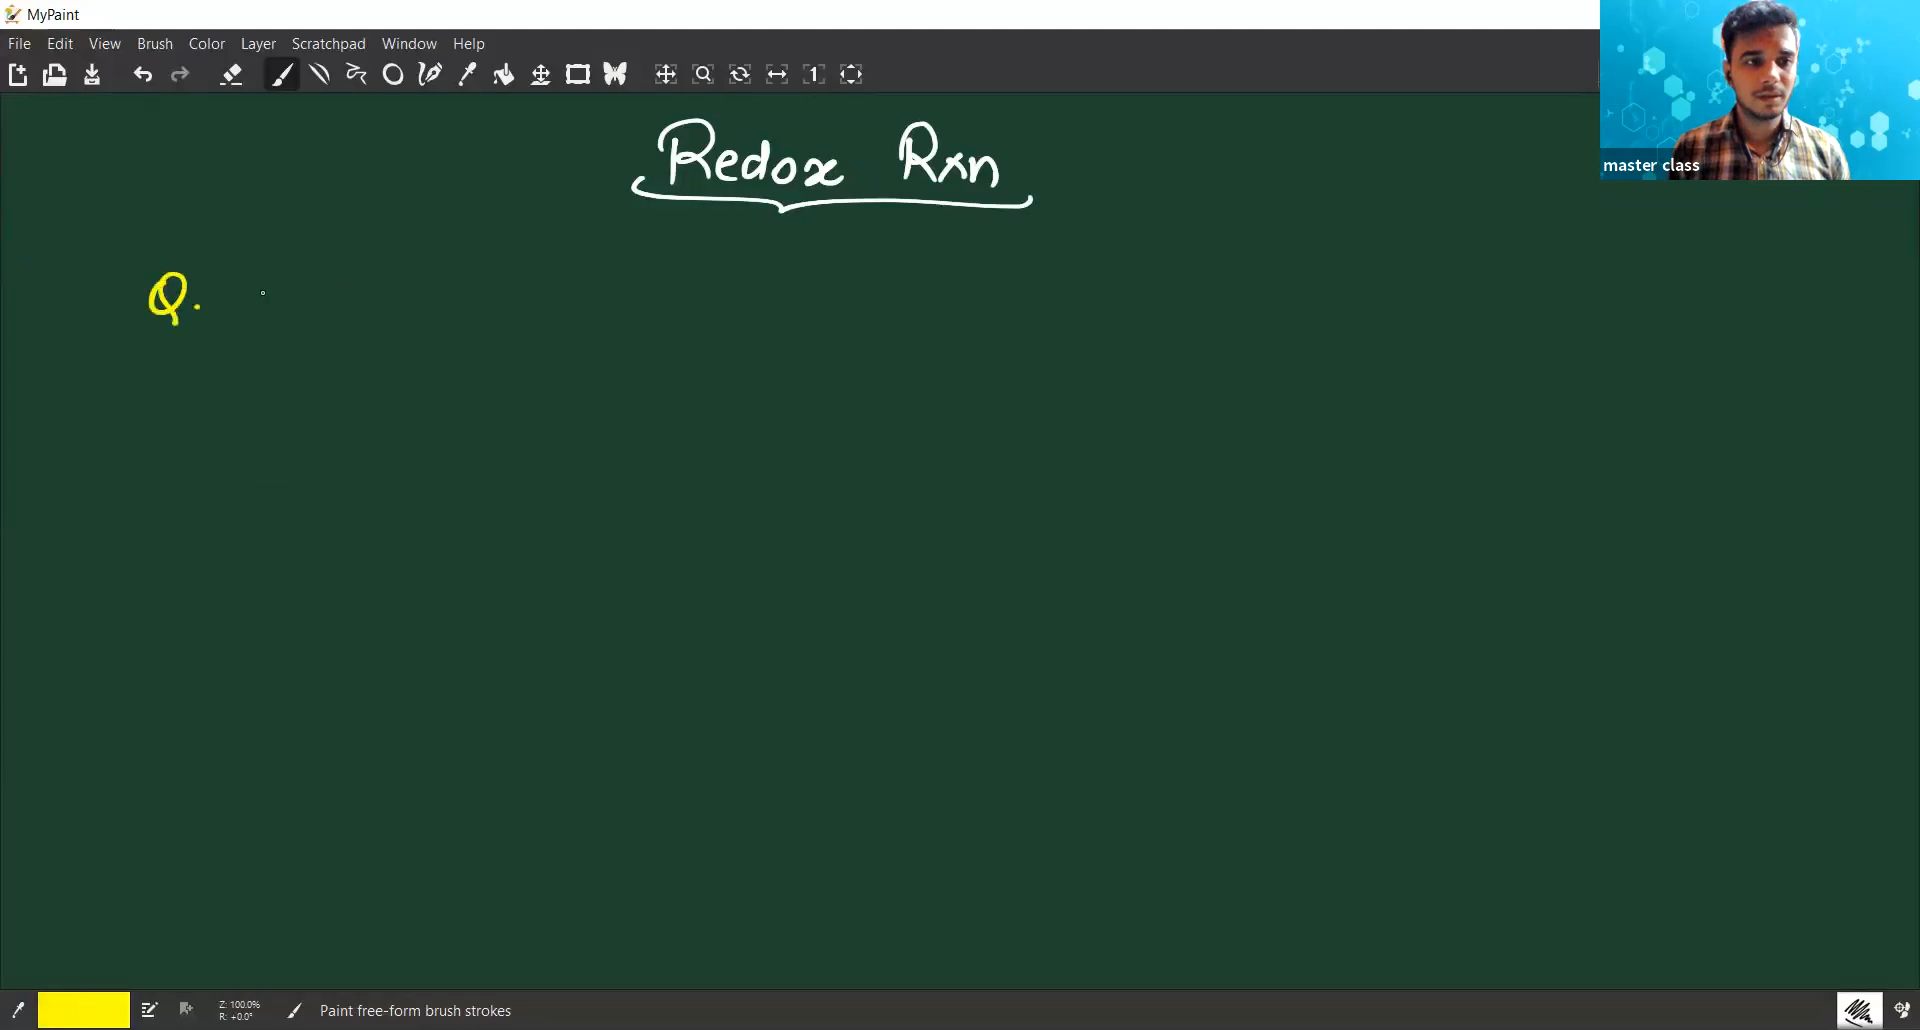 MyPaint
File Edit View Brush Color Layer Scratchpad Window Help
1
master class
Redox Rxn
Q.
Z: 100.0%
R: +0.0°
Paint free-form brush strokes